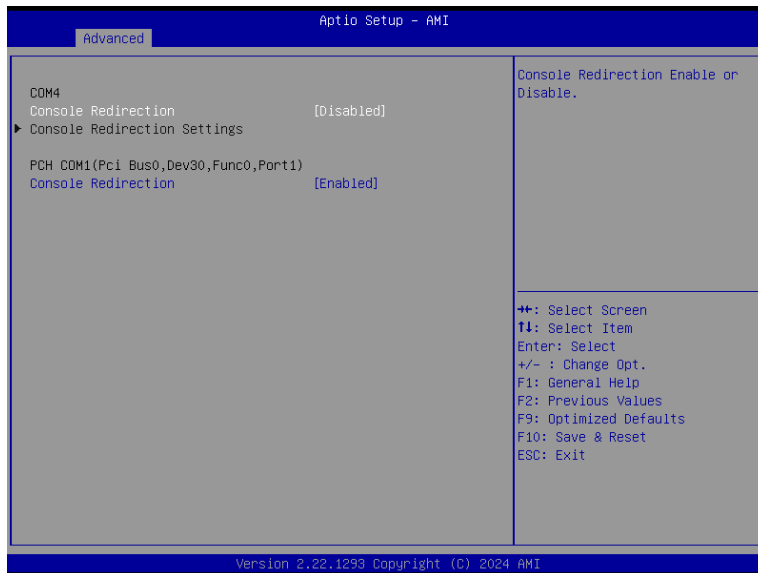 Aptio Setup – AMI
Advanced
COM4
Console Redirection [Disabled]
▶ Console Redirection Settings
PCH COM1(Pci Bus0,Dev30,Func0,Port1)
Console Redirection [Enabled]
Console Redirection Enable or
Disable.
→←: Select Screen
↑↓: Select Item
Enter: Select
+/- : Change Opt.
F1: General Help
F2: Previous Values
F9: Optimized Defaults
F10: Save & Reset
ESC: Exit
Version 2.22.1293 Copyright (C) 2024 AMI